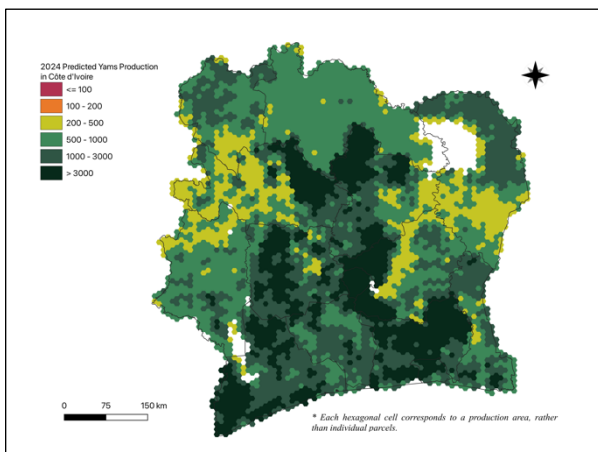 2024 Predicted Yams Production
in Côte d'Ivoire
<= 100
100 - 200
200 - 500
500 - 1000
1000 - 3000
> 3000
0 75 150 km
* Each hexagonal cell corresponds to a production area, rather
than individual parcels.